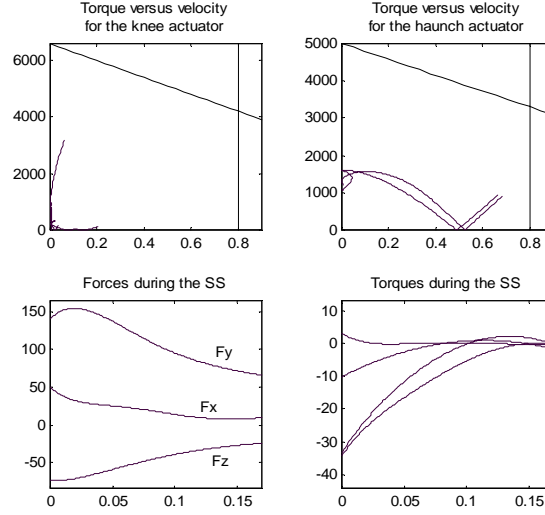 Torque versus velocity
for the knee actuator
6000
4000
2000
0
0 0.2 0.4 0.6 0.8
Torque versus velocity
for the haunch actuator
5000
4000
3000
2000
1000
0
0 0.2 0.4 0.6 0.8
Forces during the SS
150
100
50
0
-50
Fy
Fx
Fz
0 0.05 0.1 0.15
Torques during the SS
10
0
-10
-20
-30
-40
0 0.05 0.1 0.15